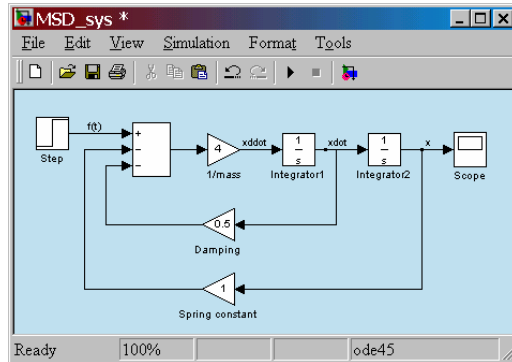 MSD_sys *
File Edit View Simulation Format Tools
f(t)
+
−
−
Step
4
1/mass
xddot
1
s
Integrator1
xdot
1
s
Integrator2
x
Scope
0.5
Damping
1
Spring constant
Ready 100% ode45